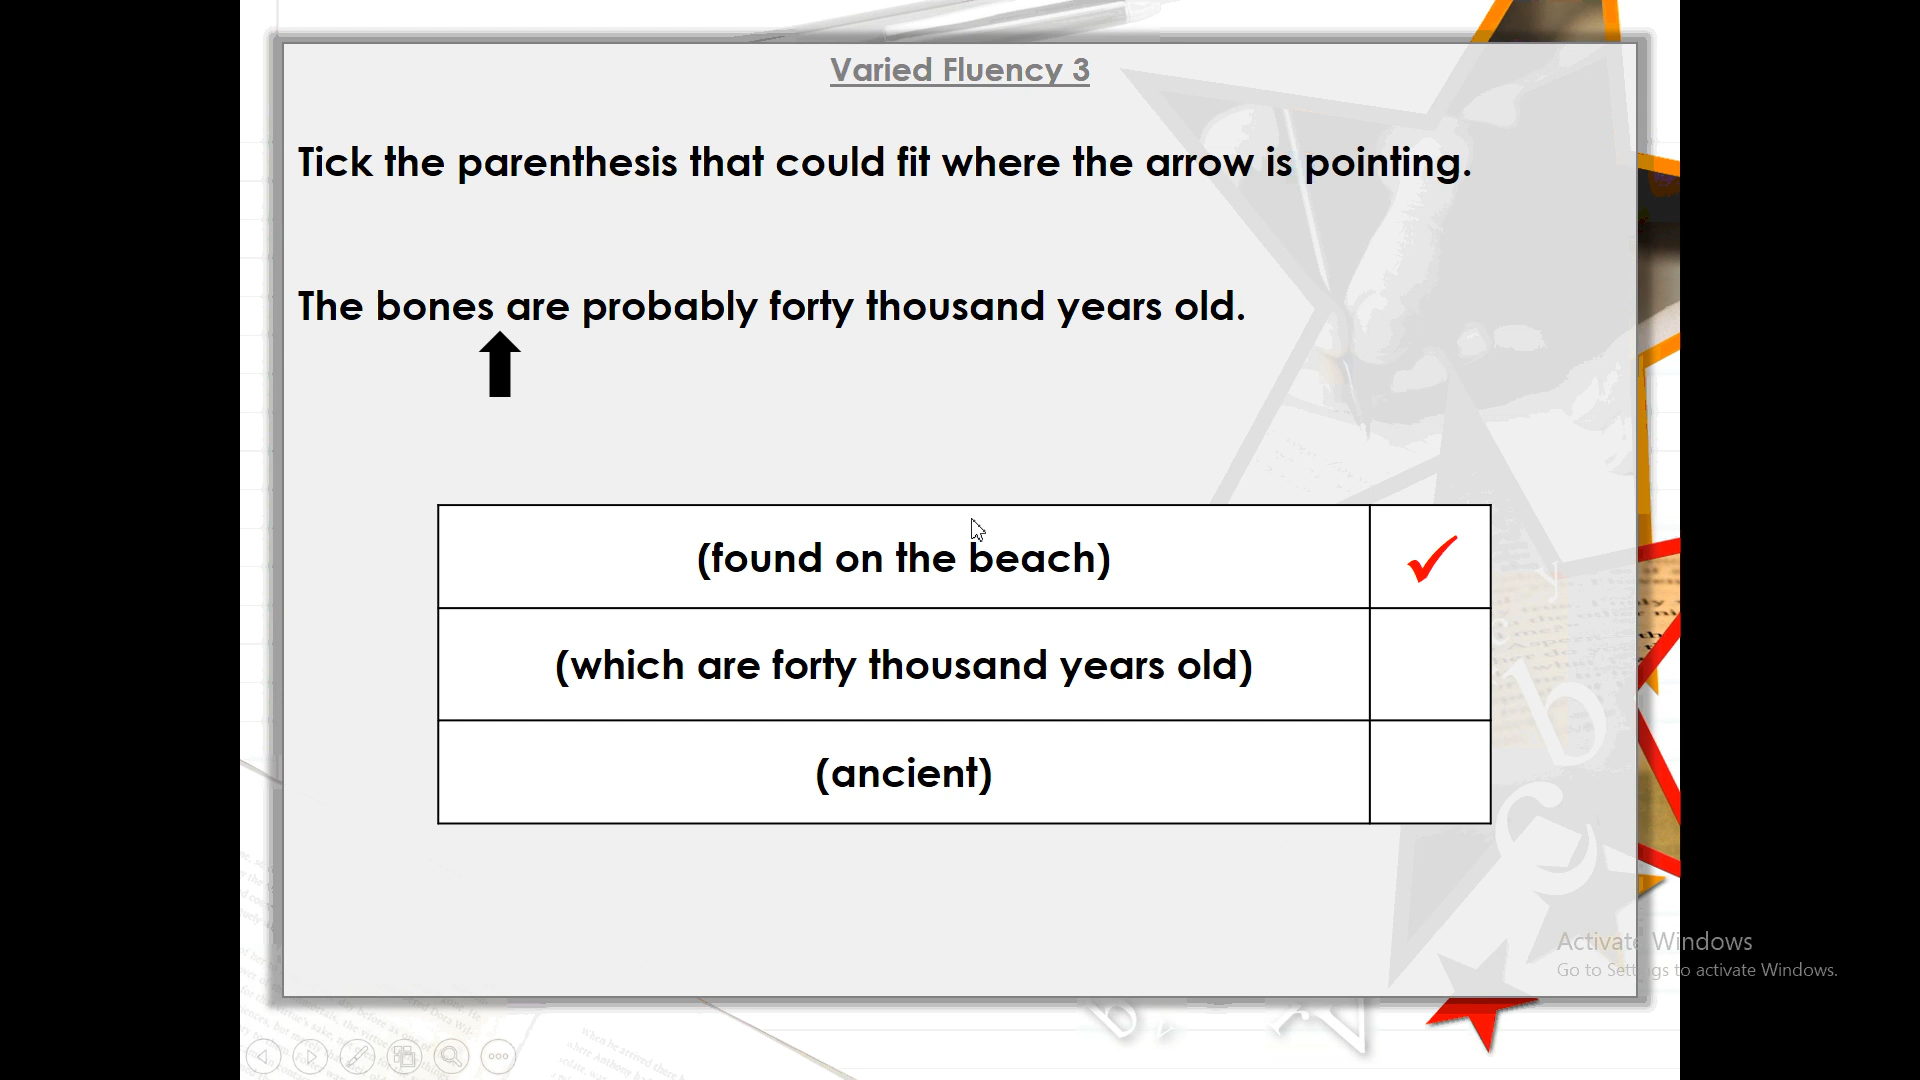 Varied Fluency 3
Tick the parenthesis that could fit where the arrow is pointing.
The bones are probably forty thousand years old.
(found on the beach)
(which are forty thousand years old)
(ancient)
Activate Windows
Go to Settings to activate Windows.